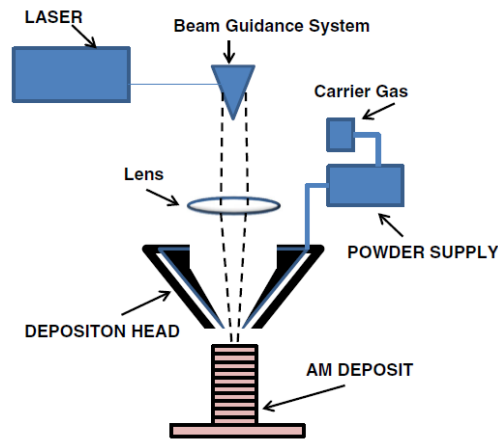 LASER
Beam Guidance System
Carrier Gas
Lens
POWDER SUPPLY
DEPOSITON HEAD
AM DEPOSIT